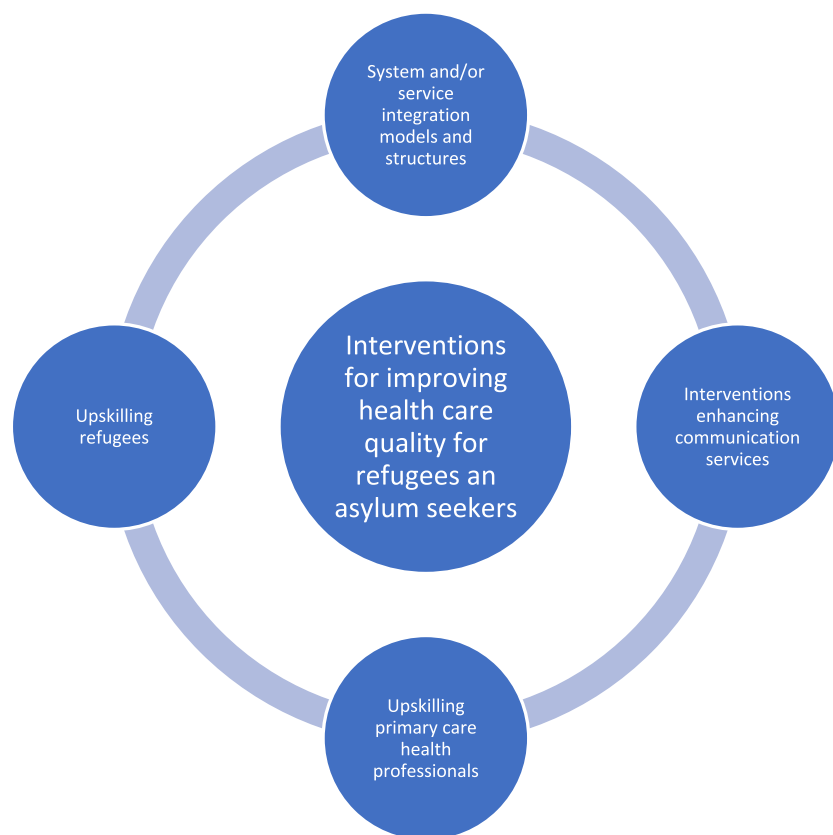 System and/or
service
integration
models and
structures
Interventions
for improving
health care
quality for
refugees an
asylum seekers
Upskilling
refugees
Interventions
enhancing
communication
services
Upskilling
primary care
health
professionals